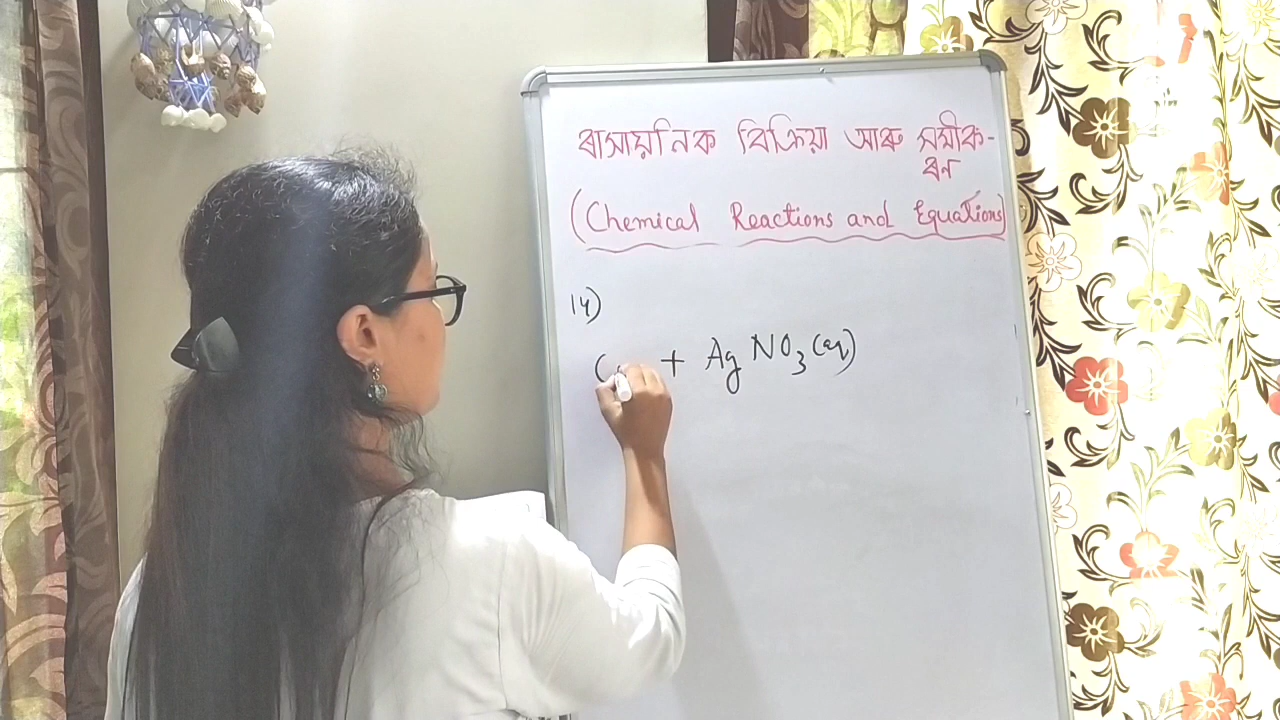 ৰাসায়নিক বিক্ৰিয়া আৰু সমীক-
ৰণ
(Chemical Reactions and Equations)
14)
+ AgNO3(aq)